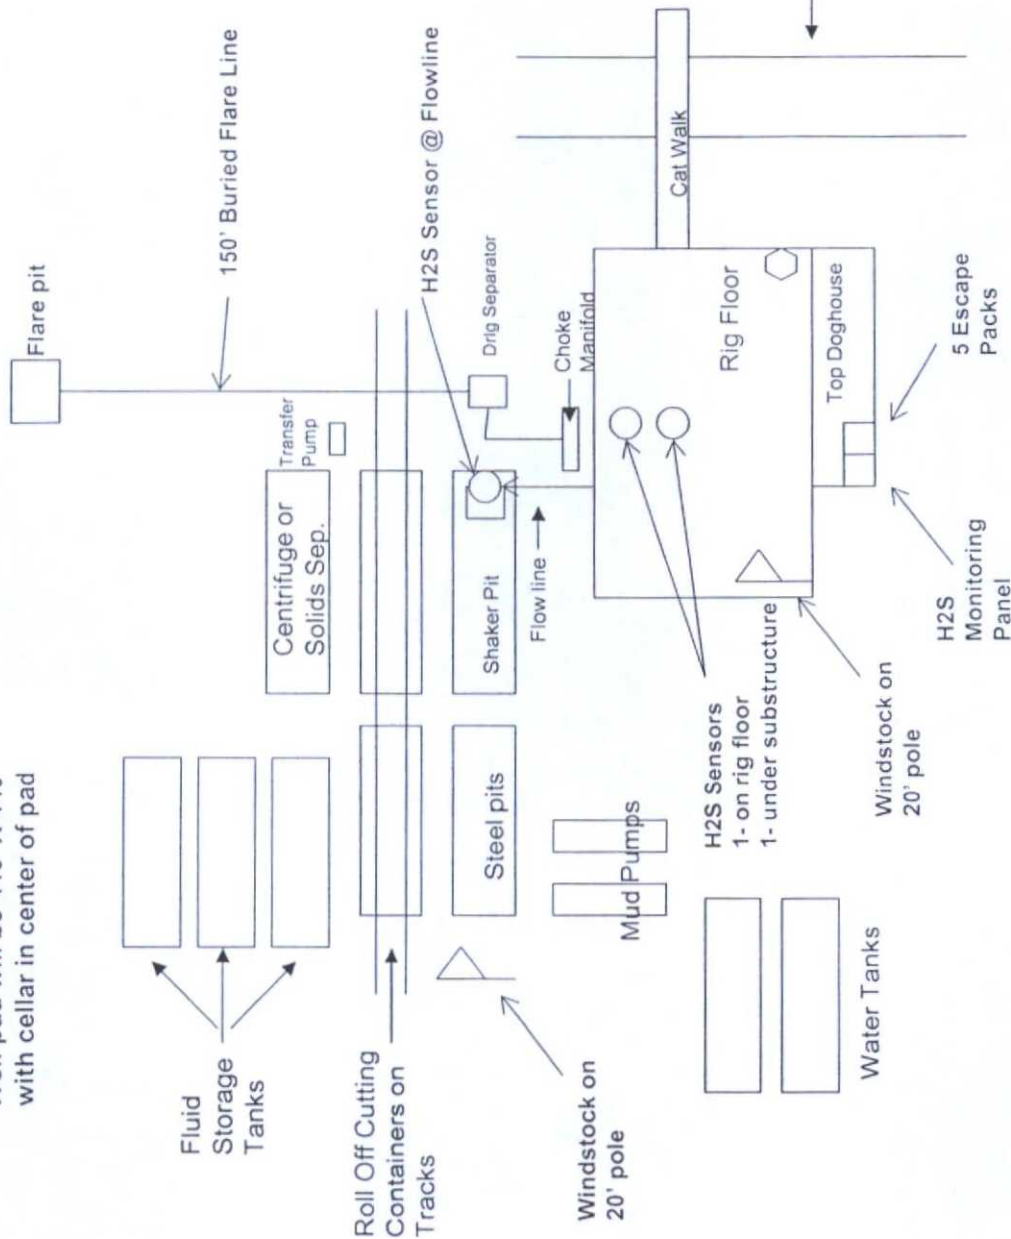 with cellar in center of pad
Flare pit
150' Buried Flare Line
H2S Sensor @ Flowline
Fluid
Storage
Tanks
Transfer
Pump
Centrifuge or
Solids Sep.
Roll Off Cutting
Containers on
Tracks
Steel pits
Shaker Pit
Drlg Separator
Choke
Manifold
Flow line
Cat Walk
Rig Floor
Top Doghouse
Mud Pumps
Windstock on
20' pole
H2S Sensors
1- on rig floor
1- under substructure
Water Tanks
Windstock on
20' pole
H2S
Monitoring
Panel
5 Escape
Packs